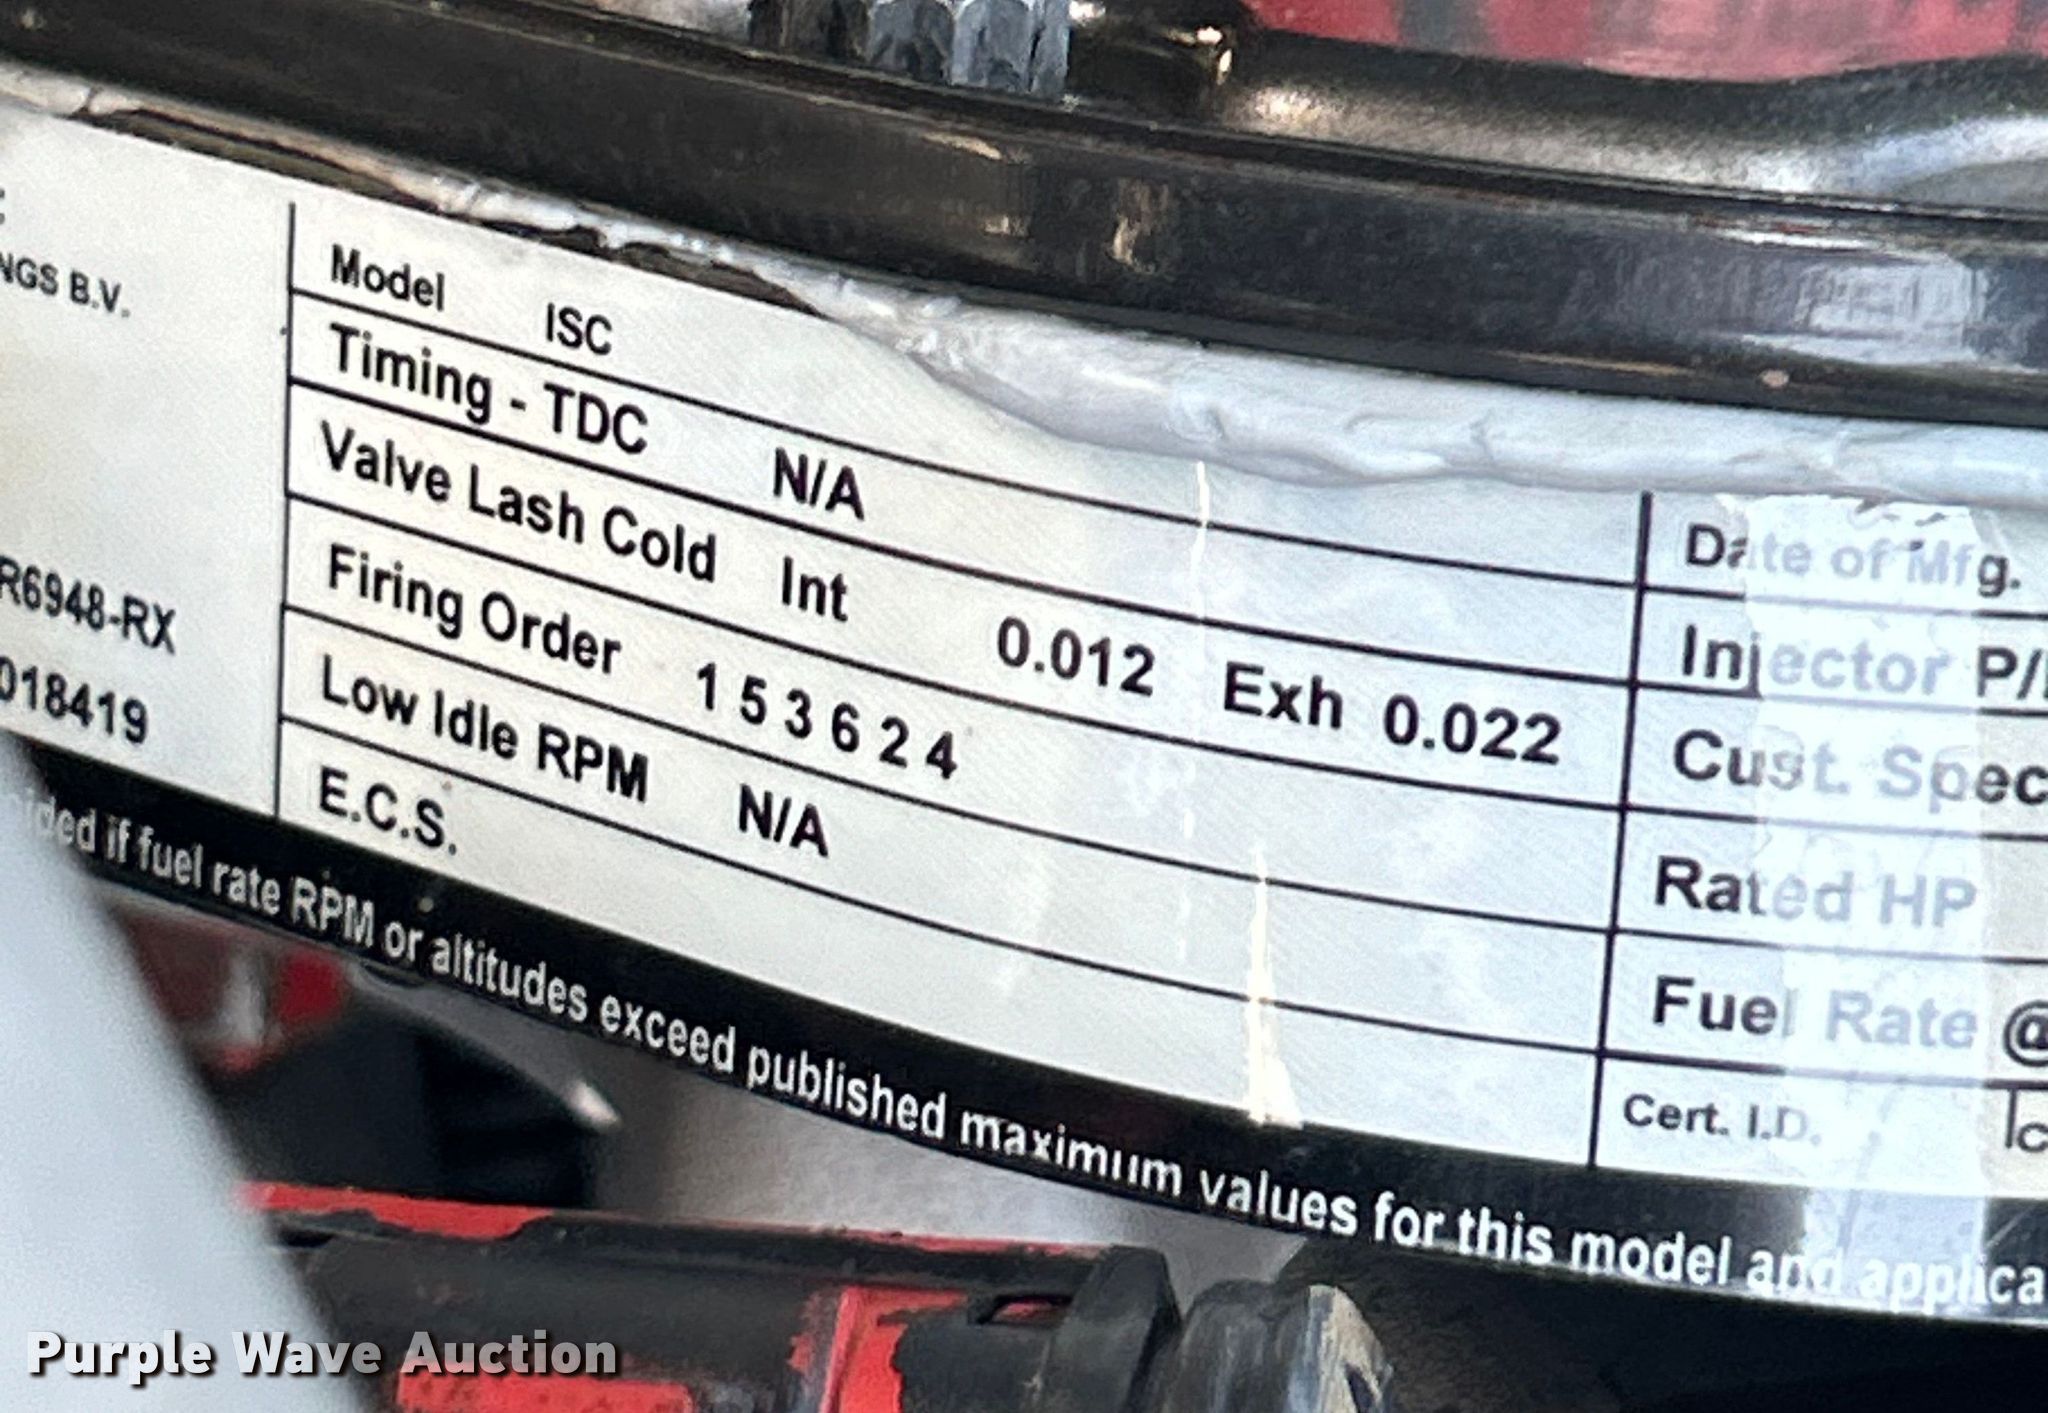 NGS B.V.
R6948-RX
018419
Model ISC
Timing - TDC N/A
Valve Lash Cold Int 0.012 Exh 0.022
Firing Order 1 5 3 6 2 4
Low Idle RPM N/A
E.C.S.
Date of Mfg.
Injector P/
Cust. Spec
Rated HP
Fuel Rate @
Cert. I.D.
ded if fuel rate RPM or altitudes exceed published maximum values for this model and applica
Purple Wave Auction